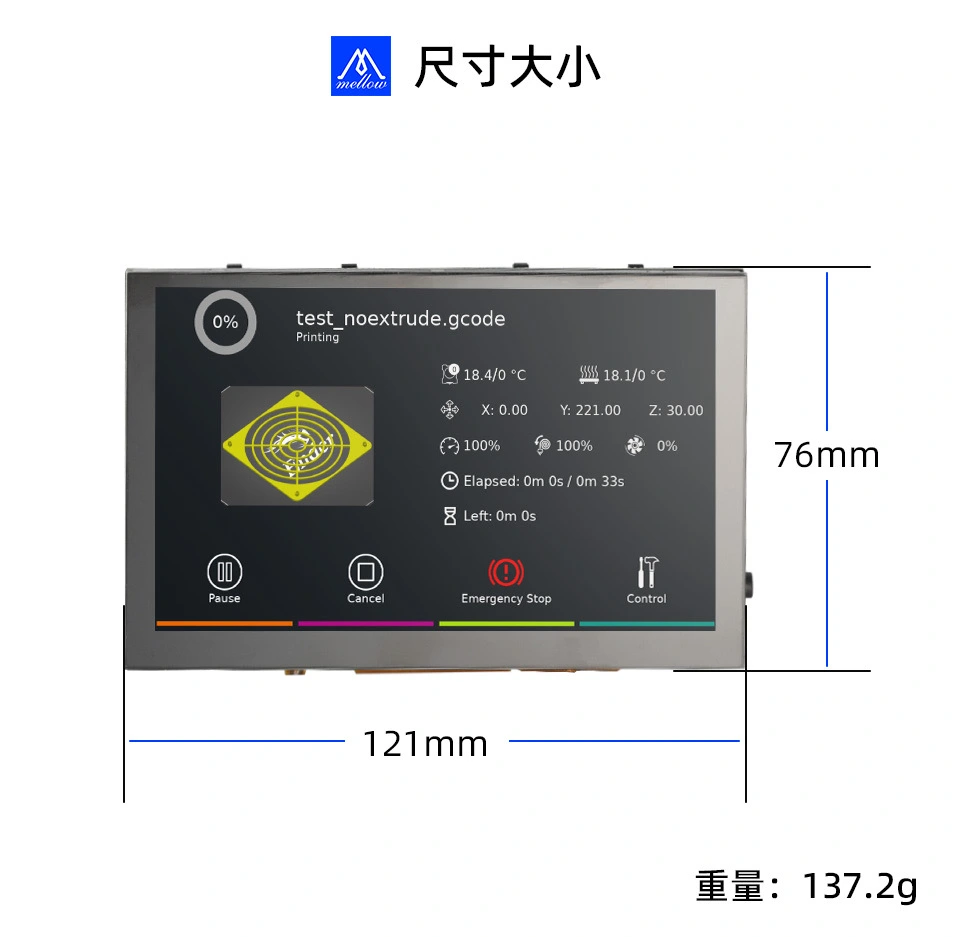 mellow
尺寸大小
0%
test_noextrude.gcode
Printing
0
18.4/0 °C
18.1/0 °C
X: 0.00 Y: 221.00 Z: 30.00
100% 100% 0%
Elapsed: 0m 0s / 0m 33s
Left: 0m 0s
Pause
Cancel
Emergency Stop
Control
76mm
121mm
重量：137.2g